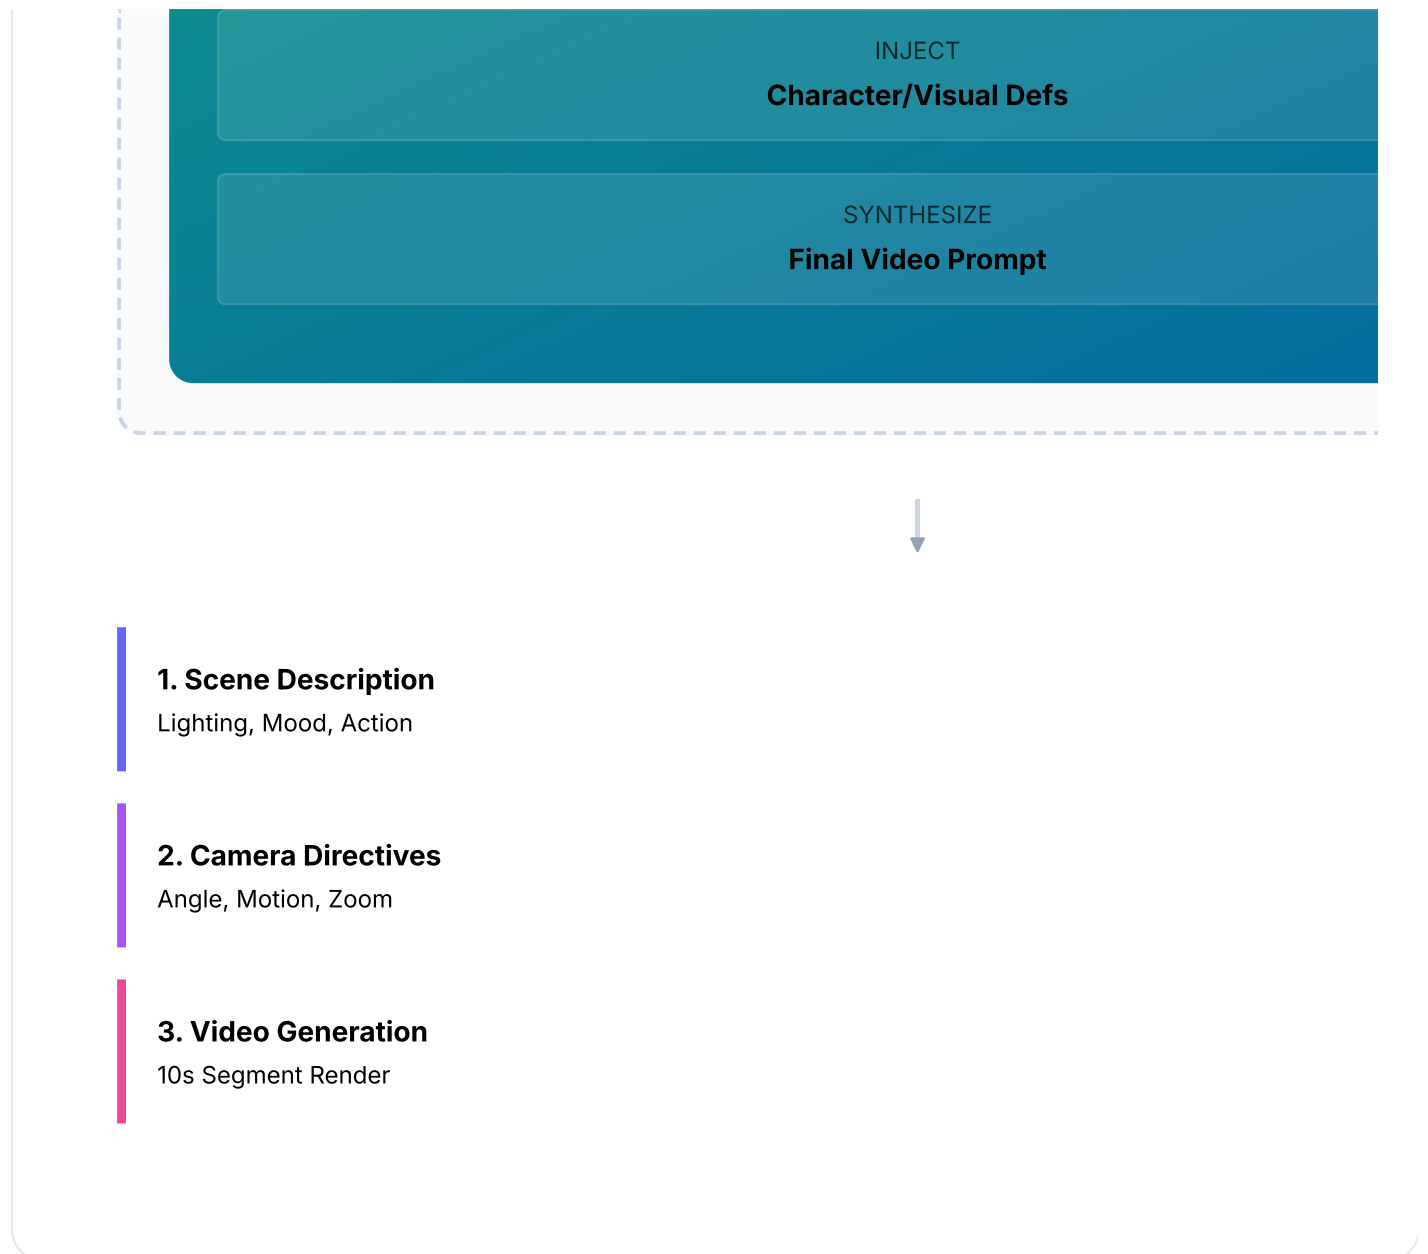 INJECT
Character/Visual Defs
SYNTHESIZE
Final Video Prompt
1. Scene Description
Lighting, Mood, Action
2. Camera Directives
Angle, Motion, Zoom
3. Video Generation
10s Segment Render